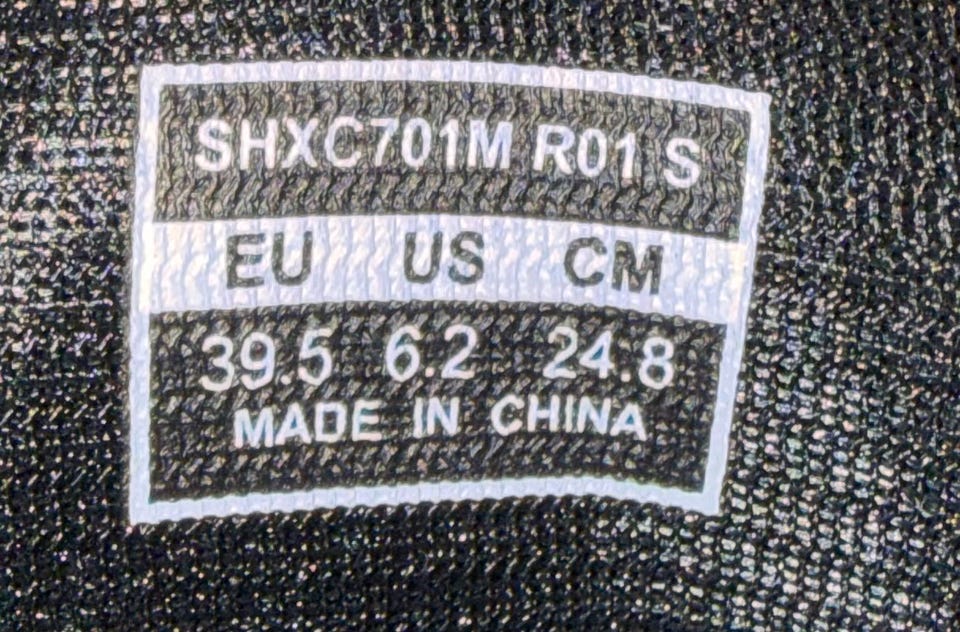 SHXC701M R01 S
EU US CM
39.5 6.2 24.8
MADE IN CHINA